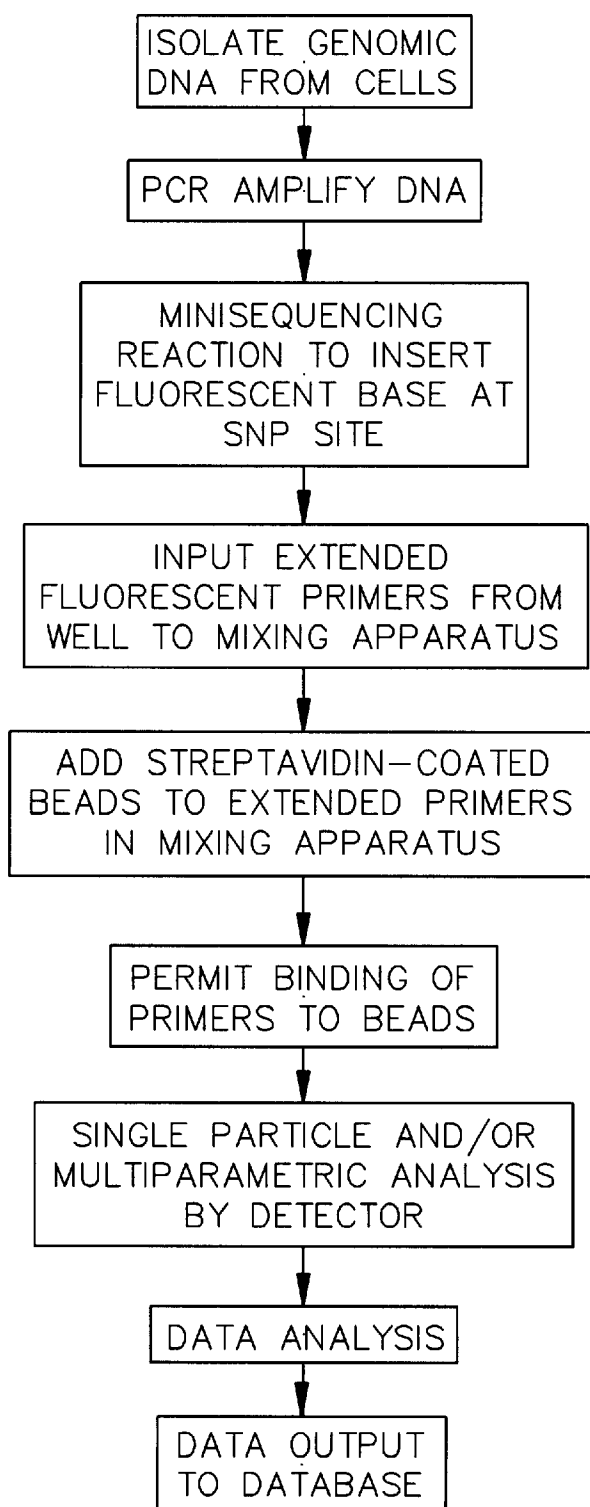 ISOLATE GENOMIC
DNA FROM CELLS
PCR AMPLIFY DNA
MINISEQUENCING
REACTION TO INSERT
FLUORESCENT BASE AT
SNP SITE
INPUT EXTENDED
FLUORESCENT PRIMERS FROM
WELL TO MIXING APPARATUS
ADD STREPTAVIDIN-COATED
BEADS TO EXTENDED PRIMERS
IN MIXING APPARATUS
PERMIT BINDING OF
PRIMERS TO BEADS
SINGLE PARTICLE AND/OR
MULTIPARAMETRIC ANALYSIS
BY DETECTOR
DATA ANALYSIS
DATA OUTPUT
TO DATABASE